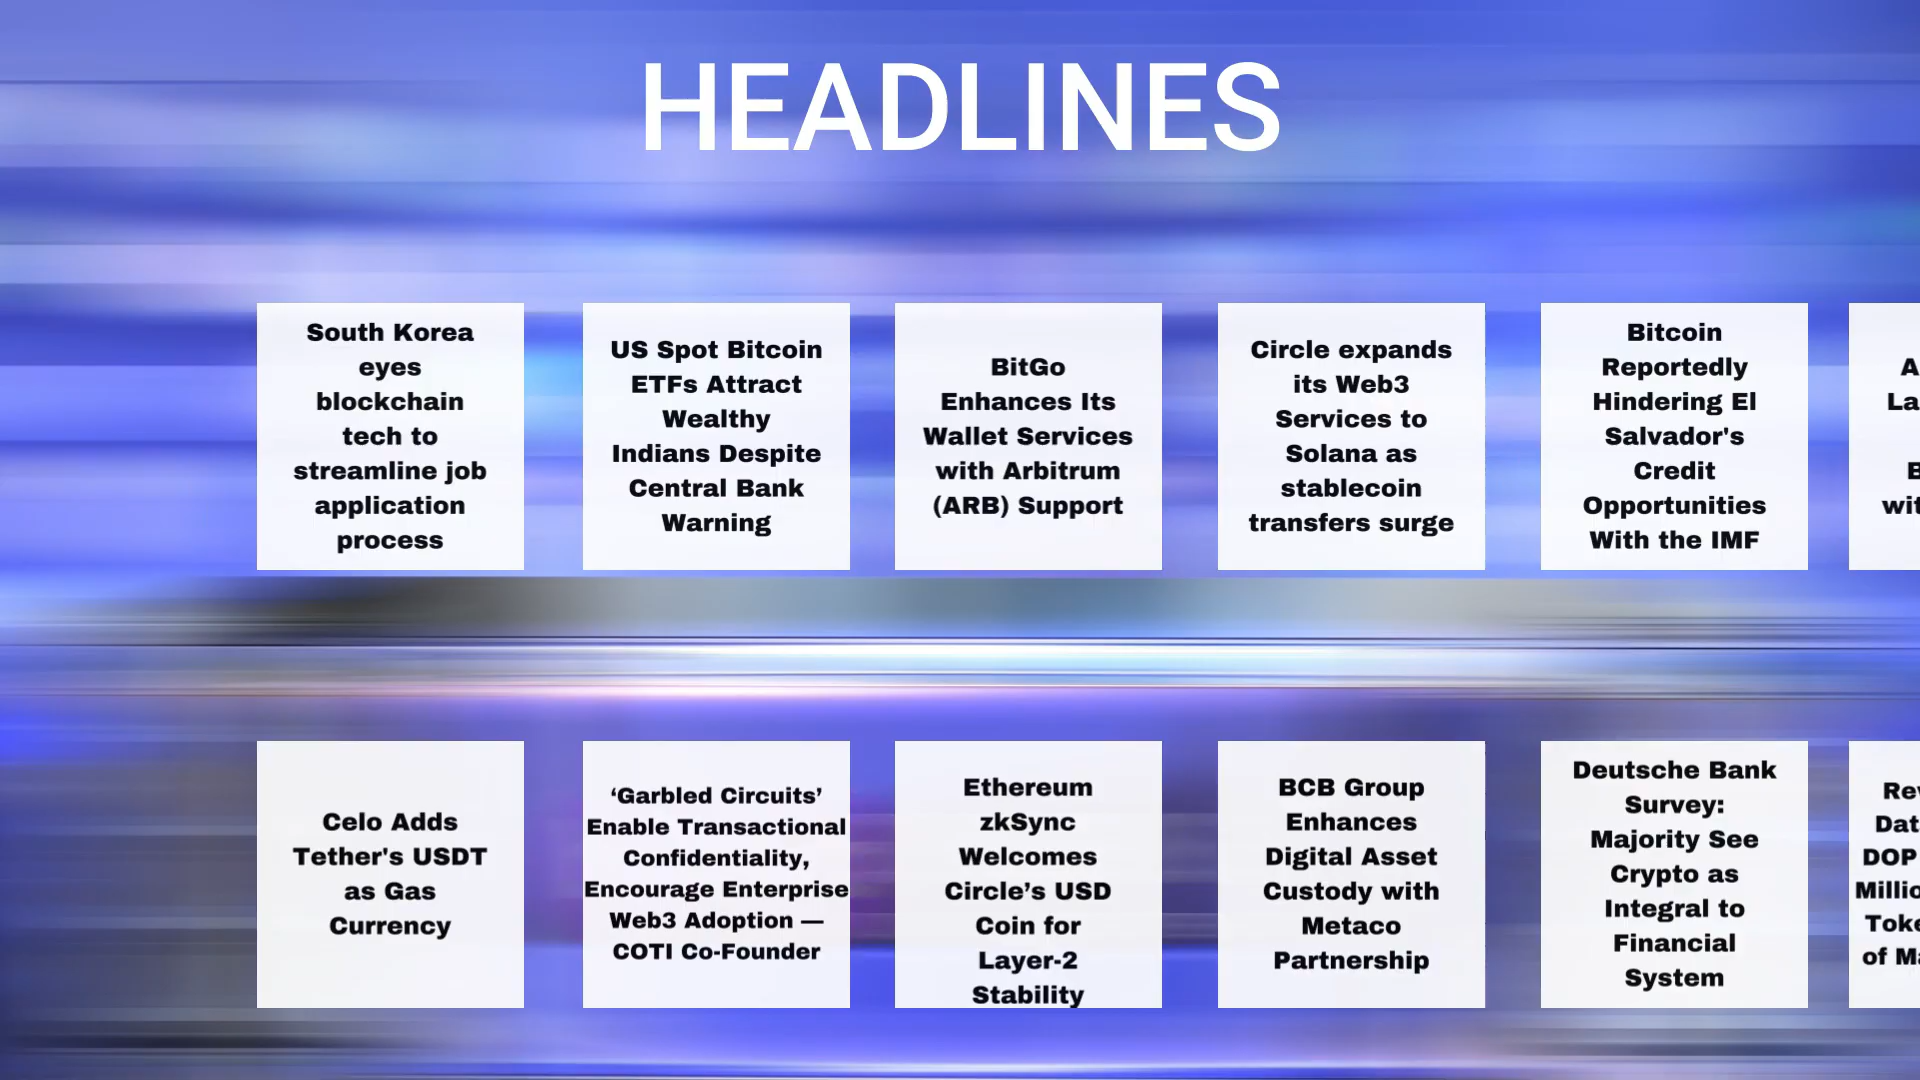 HEADLINES
South Korea
eyes
blockchain
tech to
streamline job
application
process
US Spot Bitcoin
ETFs Attract
Wealthy
Indians Despite
Central Bank
Warning
BitGo
Enhances Its
Wallet Services
with Arbitrum
(ARB) Support
Circle expands
its Web3
Services to
Solana as
stablecoin
transfers surge
Bitcoin
Reportedly
Hindering El
Salvador's
Credit
Opportunities
With the IMF
Celo Adds
Tether's USDT
as Gas
Currency
‘Garbled Circuits’
Enable Transactional
Confidentiality,
Encourage Enterprise
Web3 Adoption —
COTI Co-Founder
Ethereum
zkSync
Welcomes
Circle’s USD
Coin for
Layer-2
Stability
BCB Group
Enhances
Digital Asset
Custody with
Metaco
Partnership
Deutsche Bank
Survey:
Majority See
Crypto as
Integral to
Financial
System
DOP
of